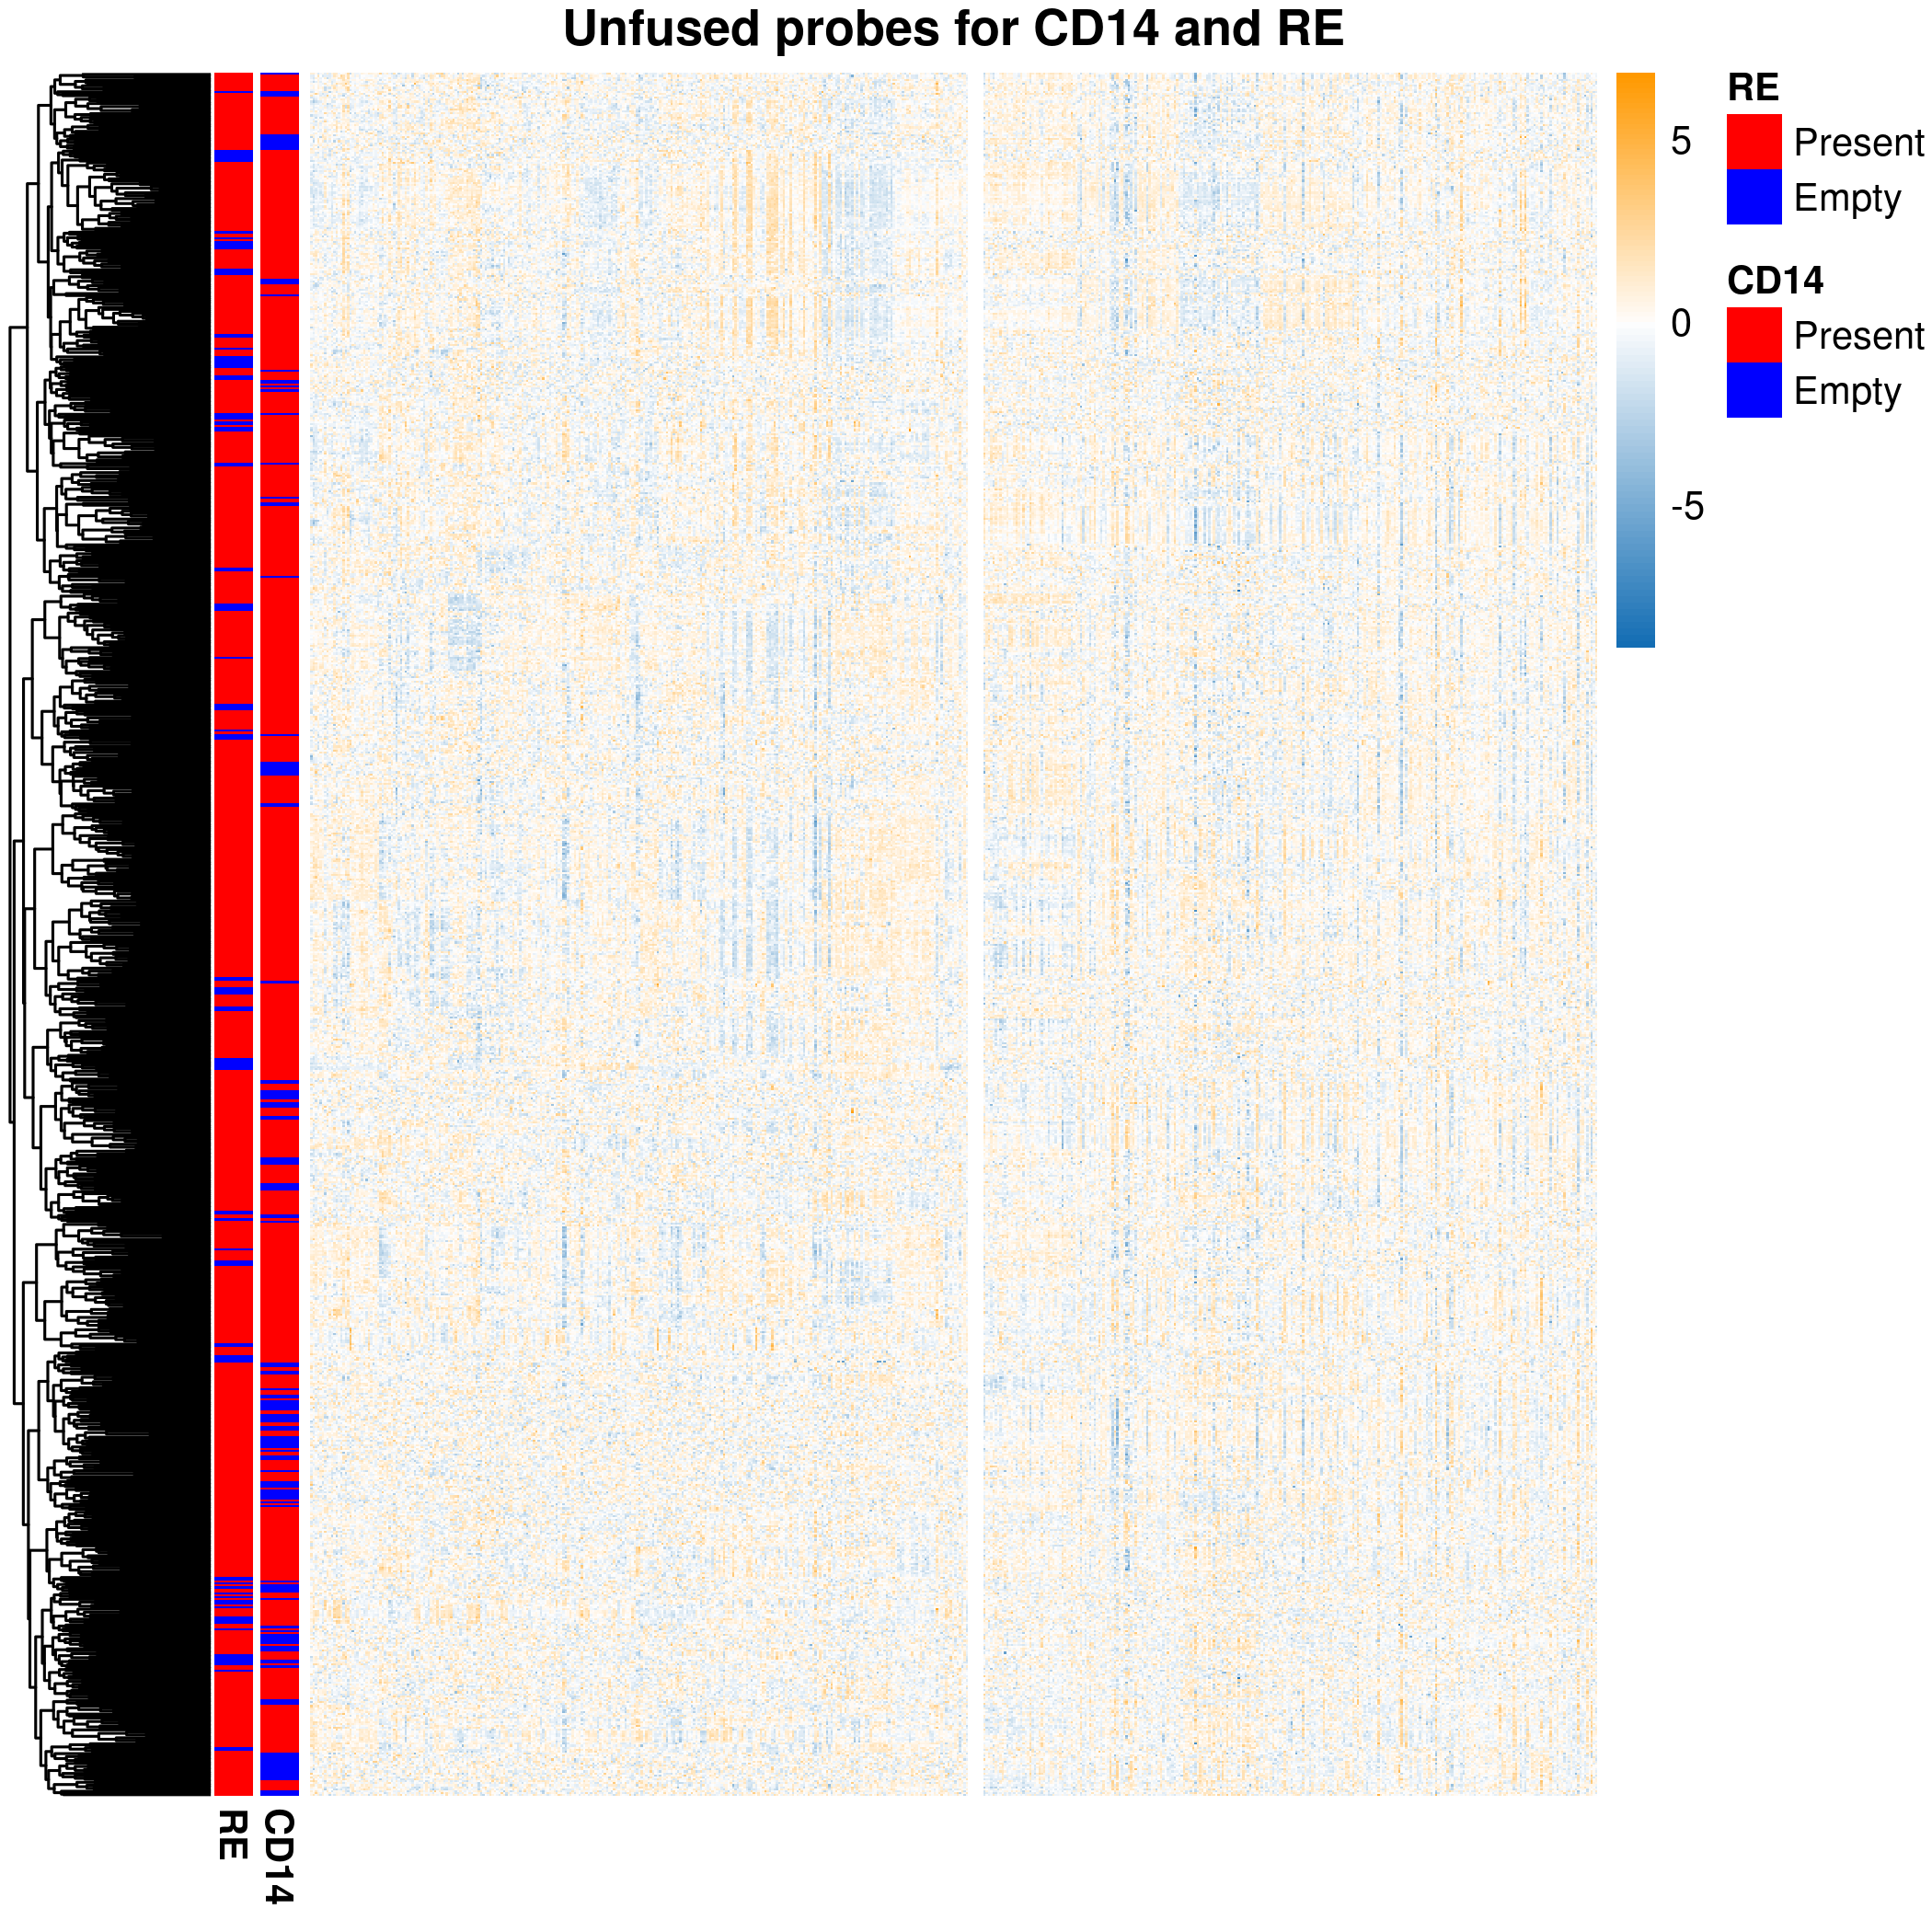 Unfused probes for CD14 and RE
5
0
-5
RE
Present
Empty
CD14
Present
Empty
RE
CD14